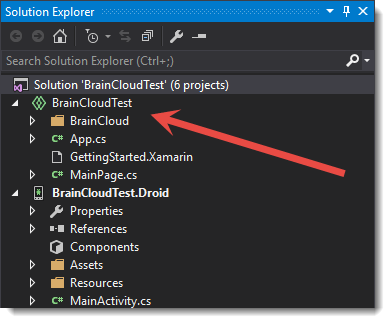 Solution Explorer
Search Solution Explorer (Ctrl+;)
Solution 'BrainCloudTest' (6 projects)
BrainCloudTest
BrainCloud
C# App.cs
GettingStarted.Xamarin
C# MainPage.cs
BrainCloudTest.Droid
Properties
References
Components
Assets
Resources
C# MainActivity.cs